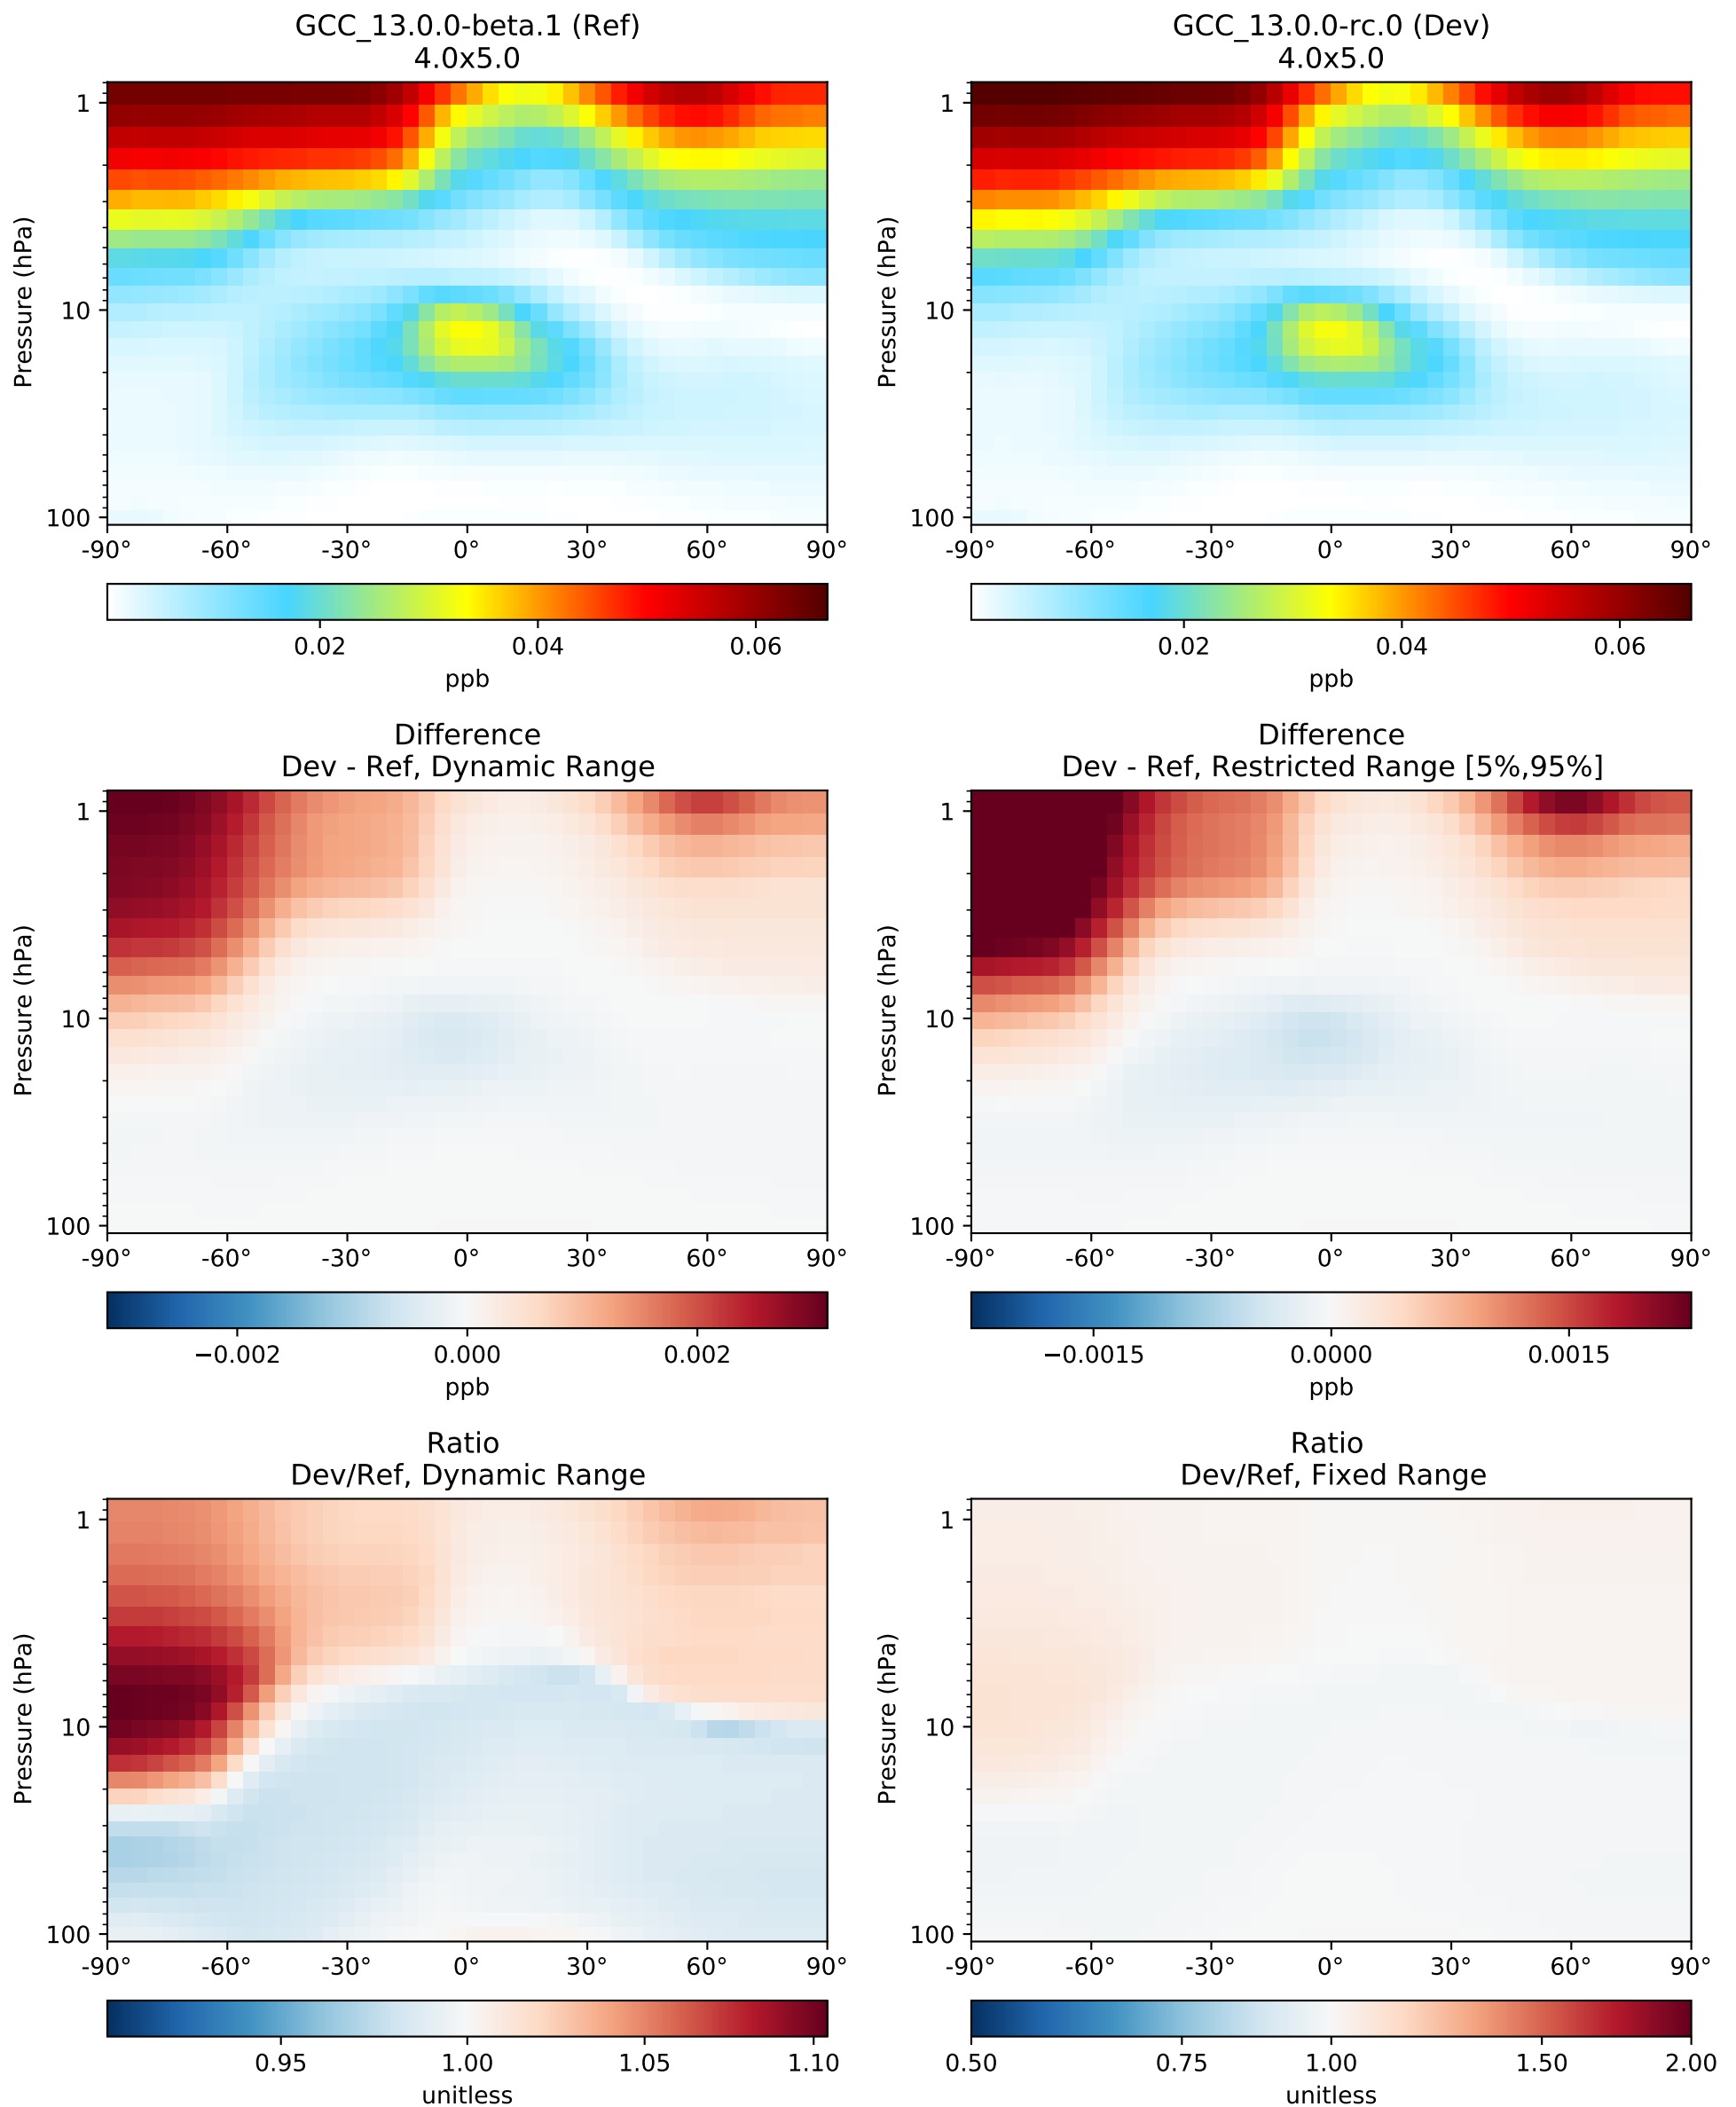 GCC_13.0.0-beta.1 (Ref)
4.0x5.0
Pressure (hPa)
1
10
100
-90° -60° -30° 0° 30° 60° 90°
0.02 0.04 0.06
ppb
GCC_13.0.0-rc.0 (Dev)
4.0x5.0
Pressure (hPa)
1
10
100
-90° -60° -30° 0° 30° 60° 90°
0.02 0.04 0.06
ppb
Difference
Dev - Ref, Dynamic Range
Pressure (hPa)
1
10
100
-90° -60° -30° 0° 30° 60° 90°
−0.002 0.000 0.002
ppb
Difference
Dev - Ref, Restricted Range [5%,95%]
Pressure (hPa)
1
10
100
-90° -60° -30° 0° 30° 60° 90°
−0.0015 0.0000 0.0015
ppb
Ratio
Dev/Ref, Dynamic Range
Pressure (hPa)
1
10
100
-90° -60° -30° 0° 30° 60° 90°
0.95 1.00 1.05 1.10
unitless
Ratio
Dev/Ref, Fixed Range
Pressure (hPa)
1
10
100
-90° -60° -30° 0° 30° 60° 90°
0.50 0.75 1.00 1.50 2.00
unitless